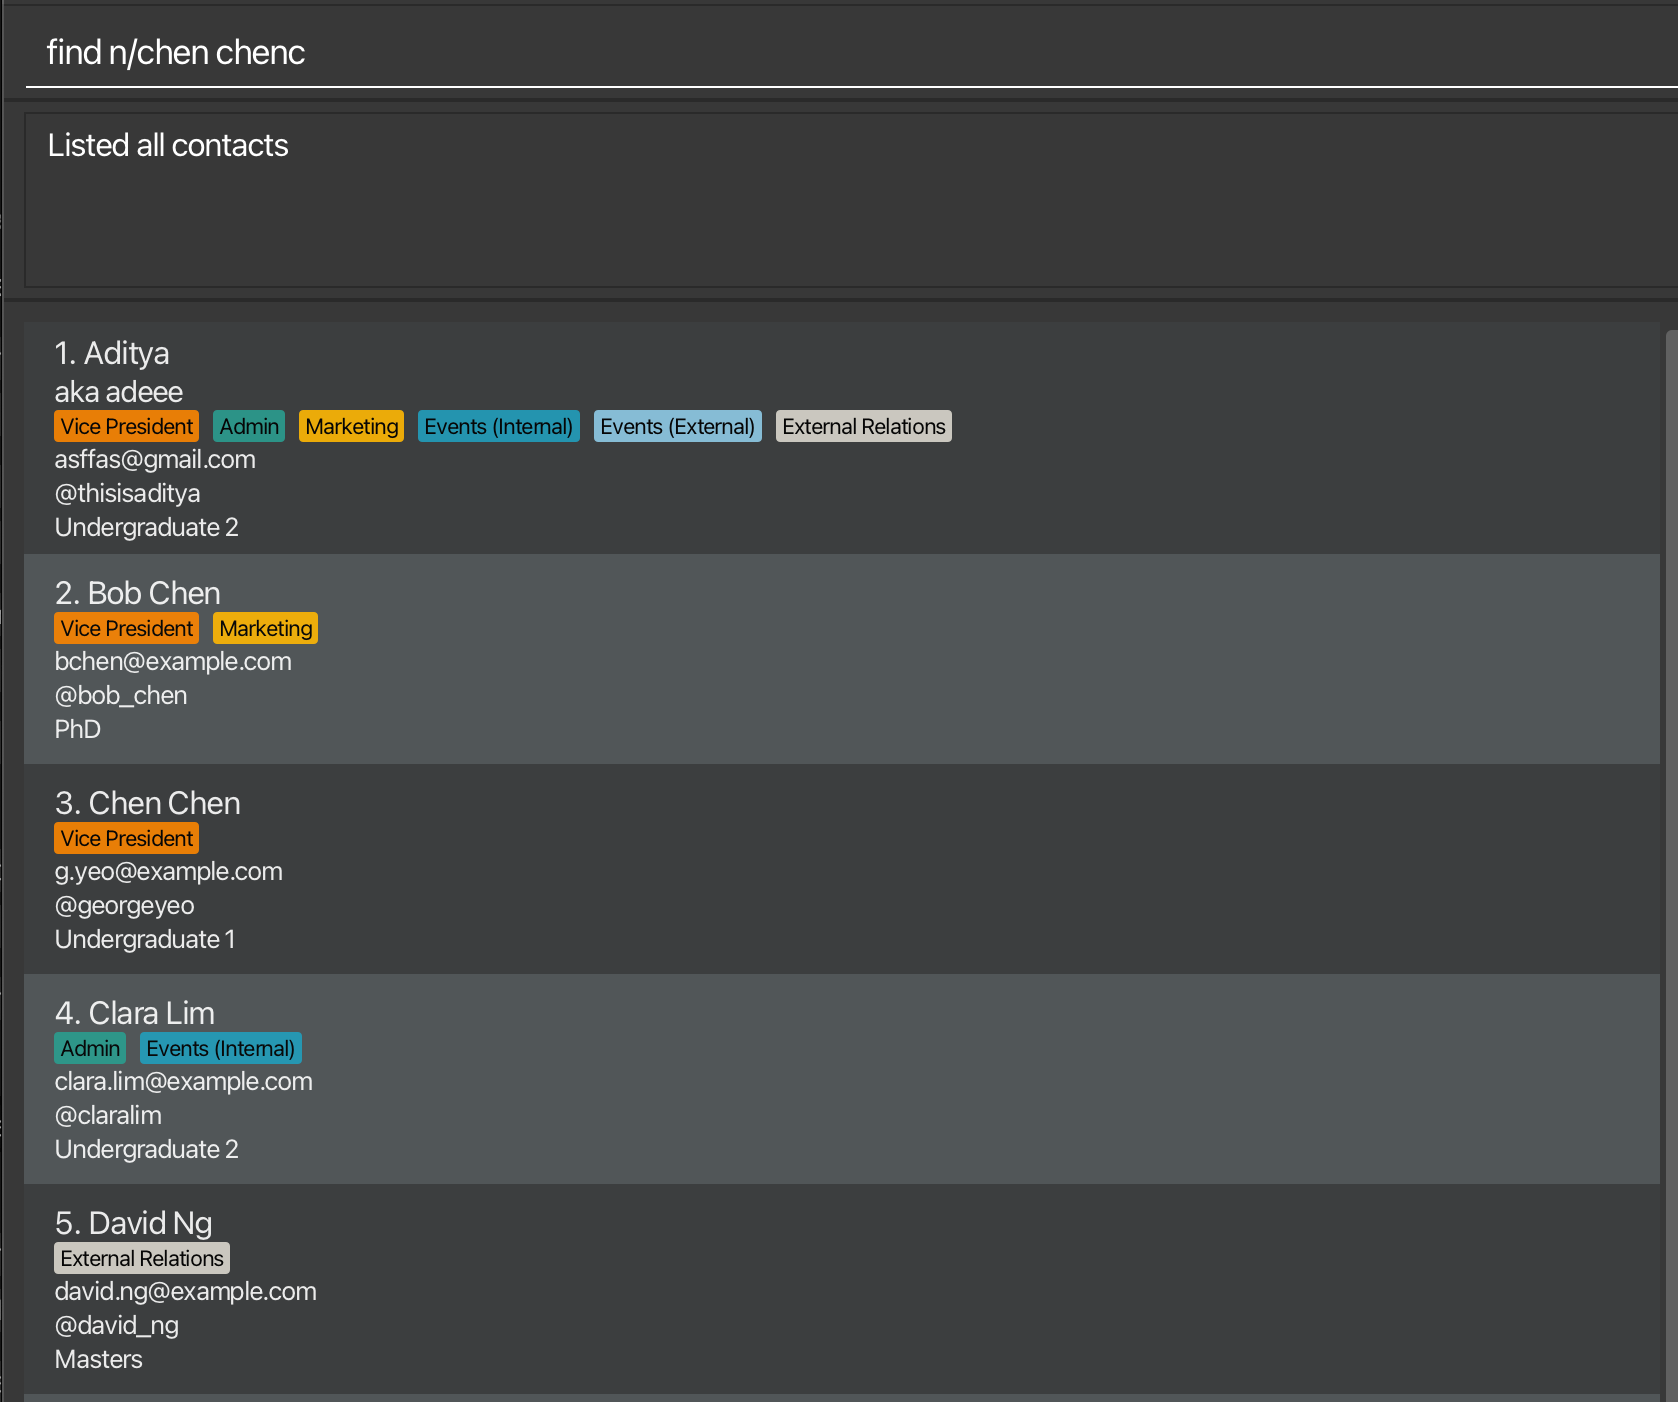 find n/chen chenc
Listed all contacts
1. Aditya
aka adeee
Vice President Admin Marketing Events (Internal) Events (External) External Relations
asffas@gmail.com
@thisisaditya
Undergraduate 2
2. Bob Chen
Vice President Marketing
bchen@example.com
@bob_chen
PhD
3. Chen Chen
Vice President
g.yeo@example.com
@georgeyeo
Undergraduate 1
4. Clara Lim
Admin Events (Internal)
clara.lim@example.com
@claralim
Undergraduate 2
5. David Ng
External Relations
david.ng@example.com
@david_ng
Masters